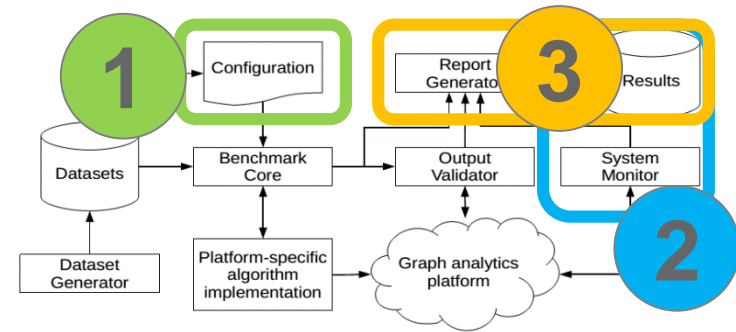 1
Configuration
Report
Generator
3
Results
Datasets
Benchmark
Core
Output
Validator
System
Monitor
2
Dataset
Generator
Platform-specific
algorithm
implementation
Graph analytics
platform